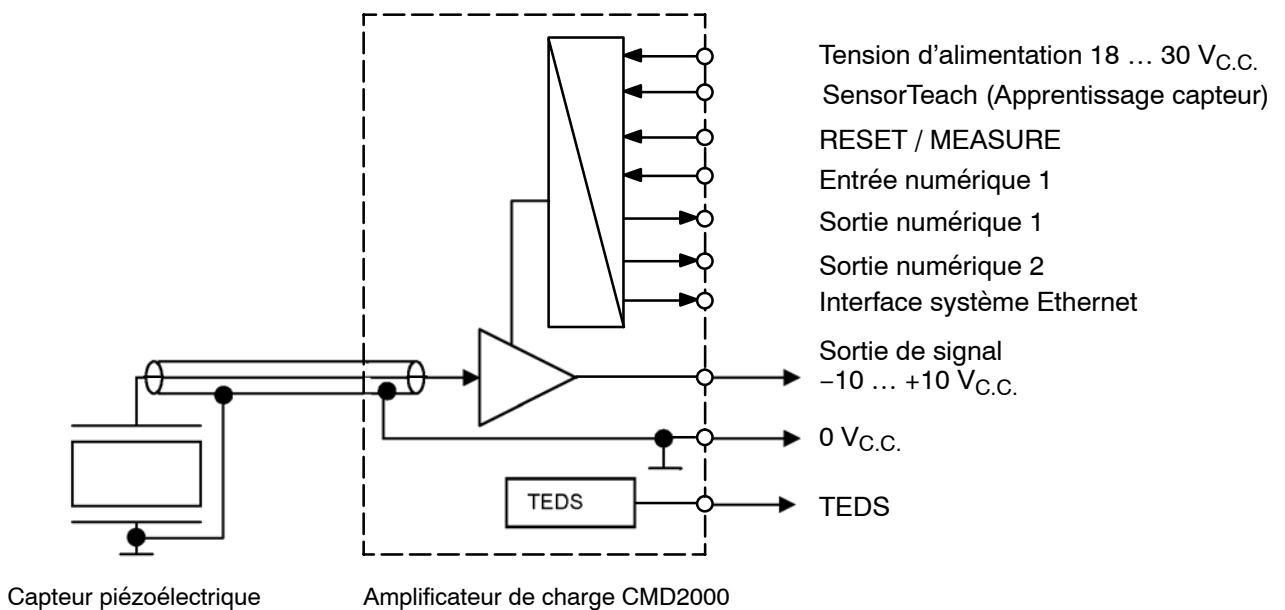 Tension d’alimentation 18 … 30 VC.C.
SensorTeach (Apprentissage capteur)
RESET / MEASURE
Entrée numérique 1
Sortie numérique 1
Sortie numérique 2
Interface système Ethernet
Sortie de signal
−10 … +10 VC.C.
0 VC.C.
TEDS
TEDS
Capteur piézoélectrique
Amplificateur de charge CMD2000